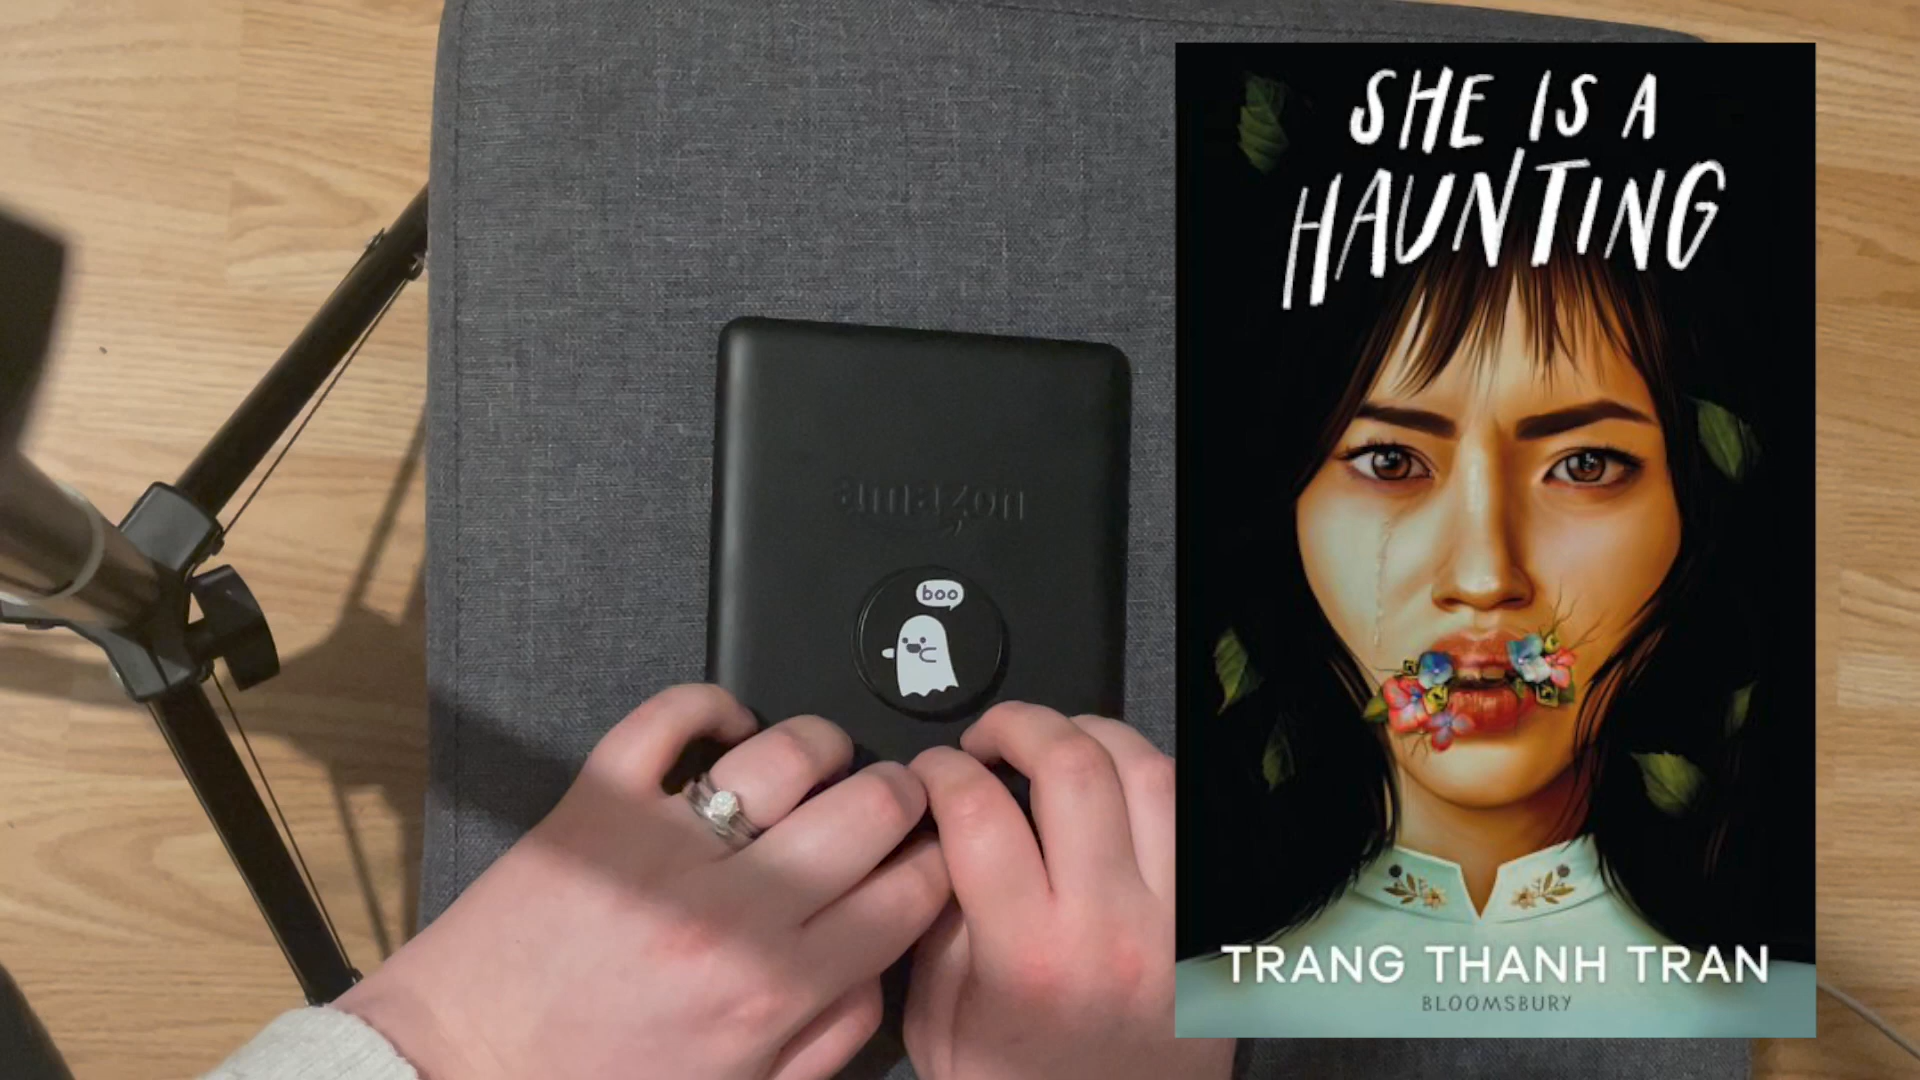 SHE IS A
HAUNTING
amazon
boo
TRANG THANH TRAN
BLOOMSBURY